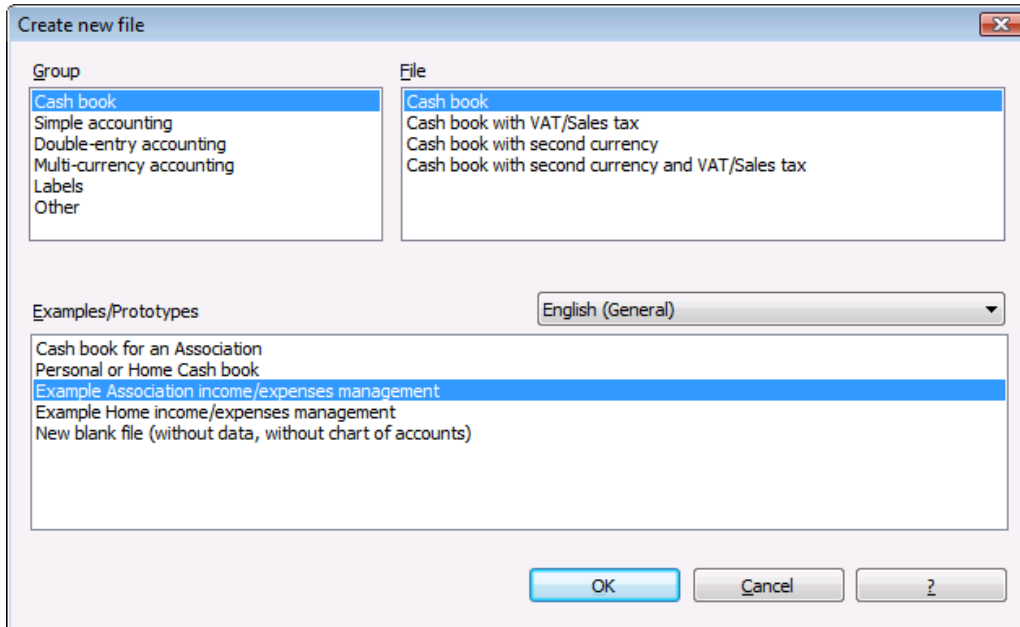 Create new file
Group
File
Cash book
Simple accounting
Double-entry accounting
Multi-currency accounting
Labels
Other
Cash book
Cash book with VAT/Sales tax
Cash book with second currency
Cash book with second currency and VAT/Sales tax
Examples/Prototypes
English (General)
Cash book for an Association
Personal or Home Cash book
Example Association income/expenses management
Example Home income/expenses management
New blank file (without data, without chart of accounts)
OK
Cancel
?